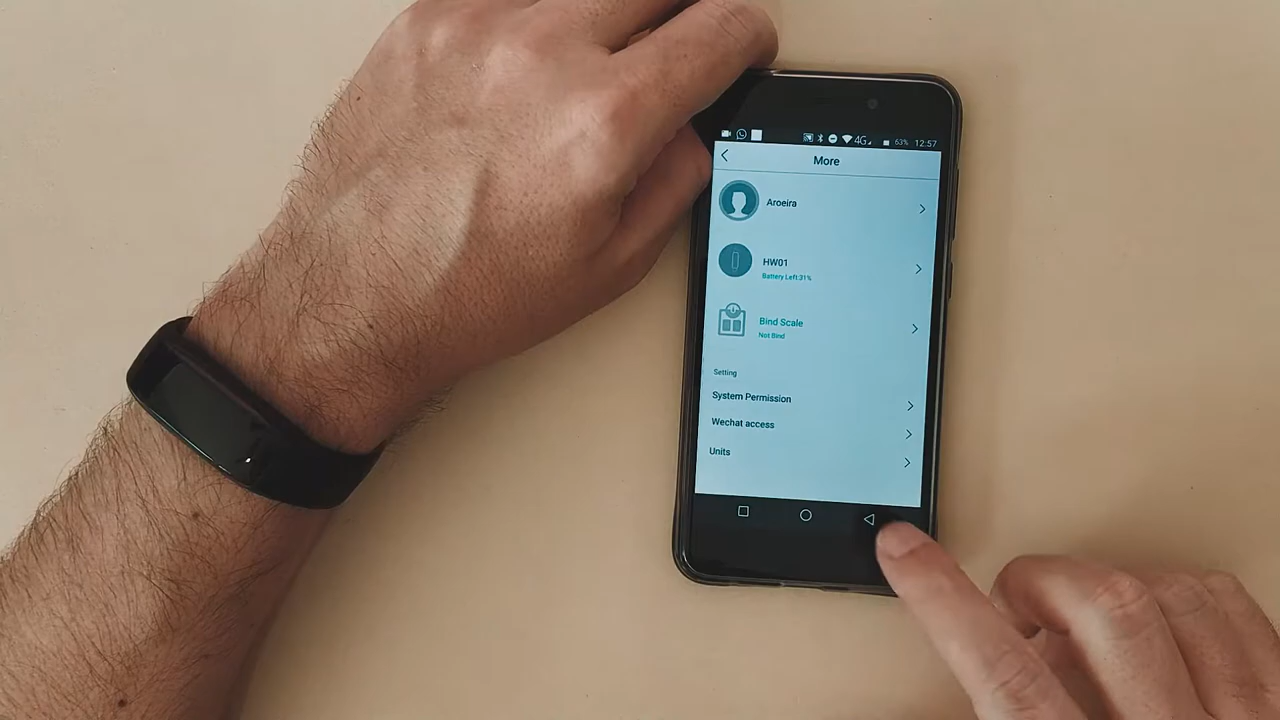 4G 63% 12:57
More
Aroeira
HW01
Battery Left:31%
Bind Scale
Not Bind
Setting
System Permission
Wechat access
Units